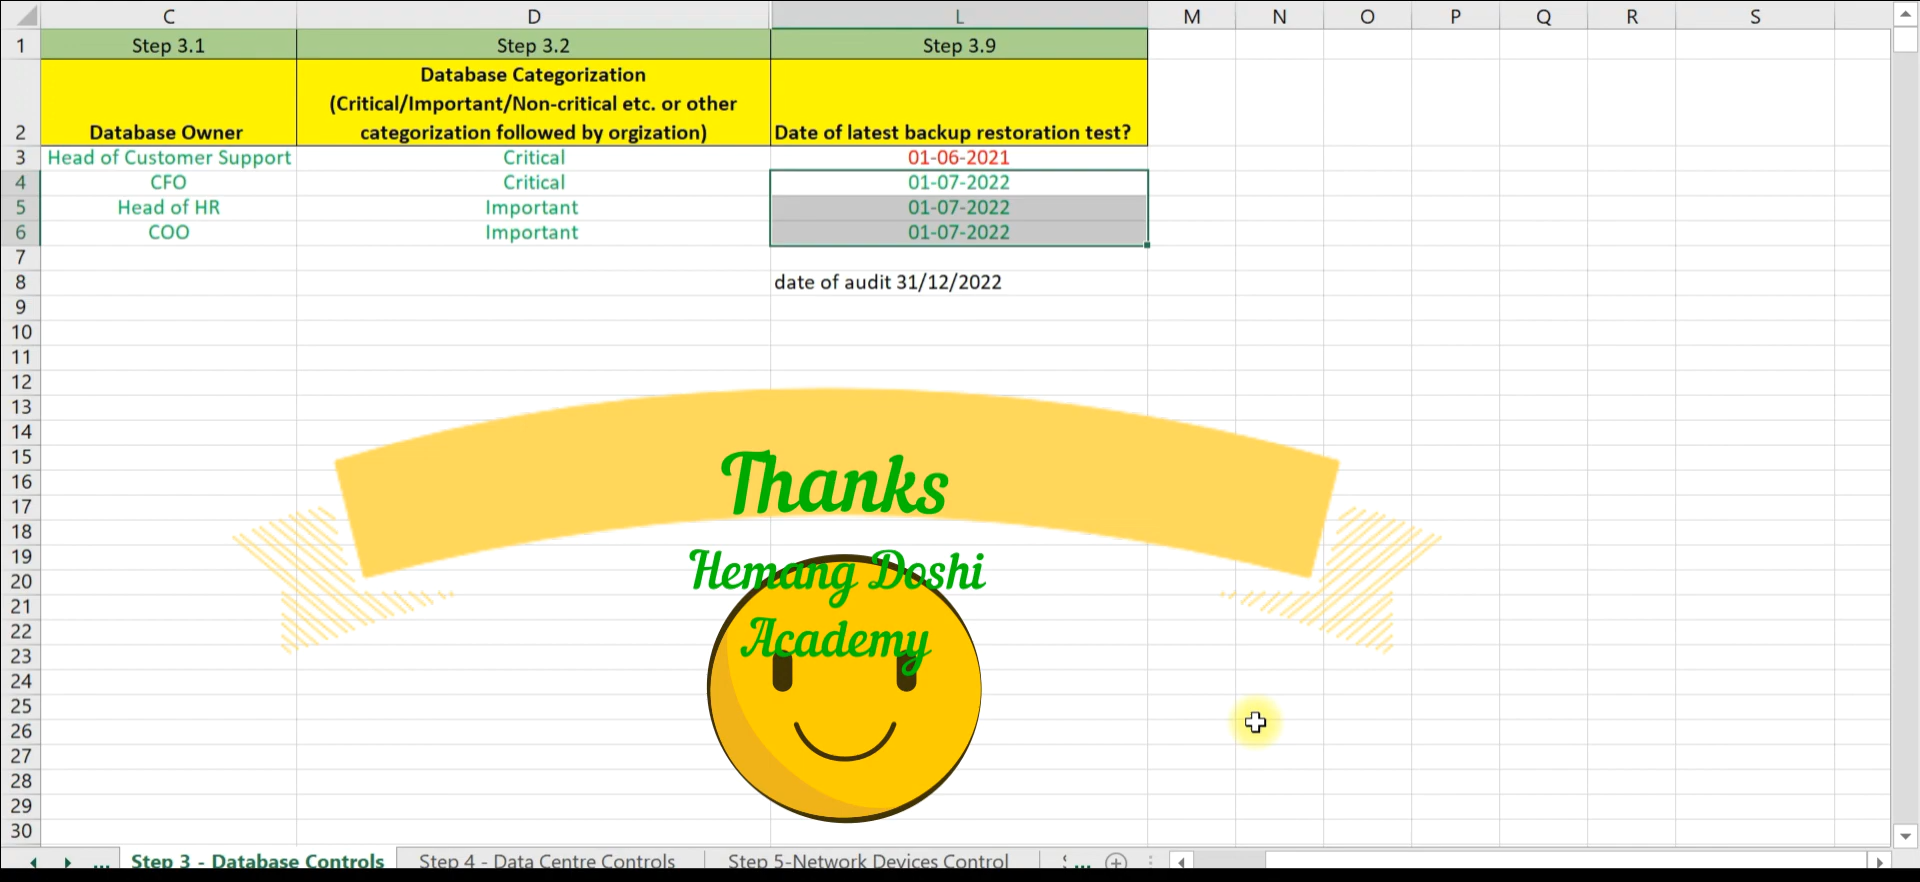 C D L M N O P Q R S
1 Step 3.1 Step 3.2 Step 3.9
Database Categorization
(Critical/Important/Non-critical etc. or other
2 Database Owner categorization followed by orgization) Date of latest backup restoration test?
3 Head of Customer Support Critical 01-06-2021
4 CFO Critical 01-07-2022
5 Head of HR Important 01-07-2022
6 COO Important 01-07-2022
7
8 date of audit 31/12/2022
9
10
11
12
13
14
15
16 Thanks
17
18
19
20 Hemang Doshi
21
22 Academy
23
24
25
26
27
28
29
30
... Step 3 - Database Controls Step 4 - Data Centre Controls Step 5-Network Devices Control ...